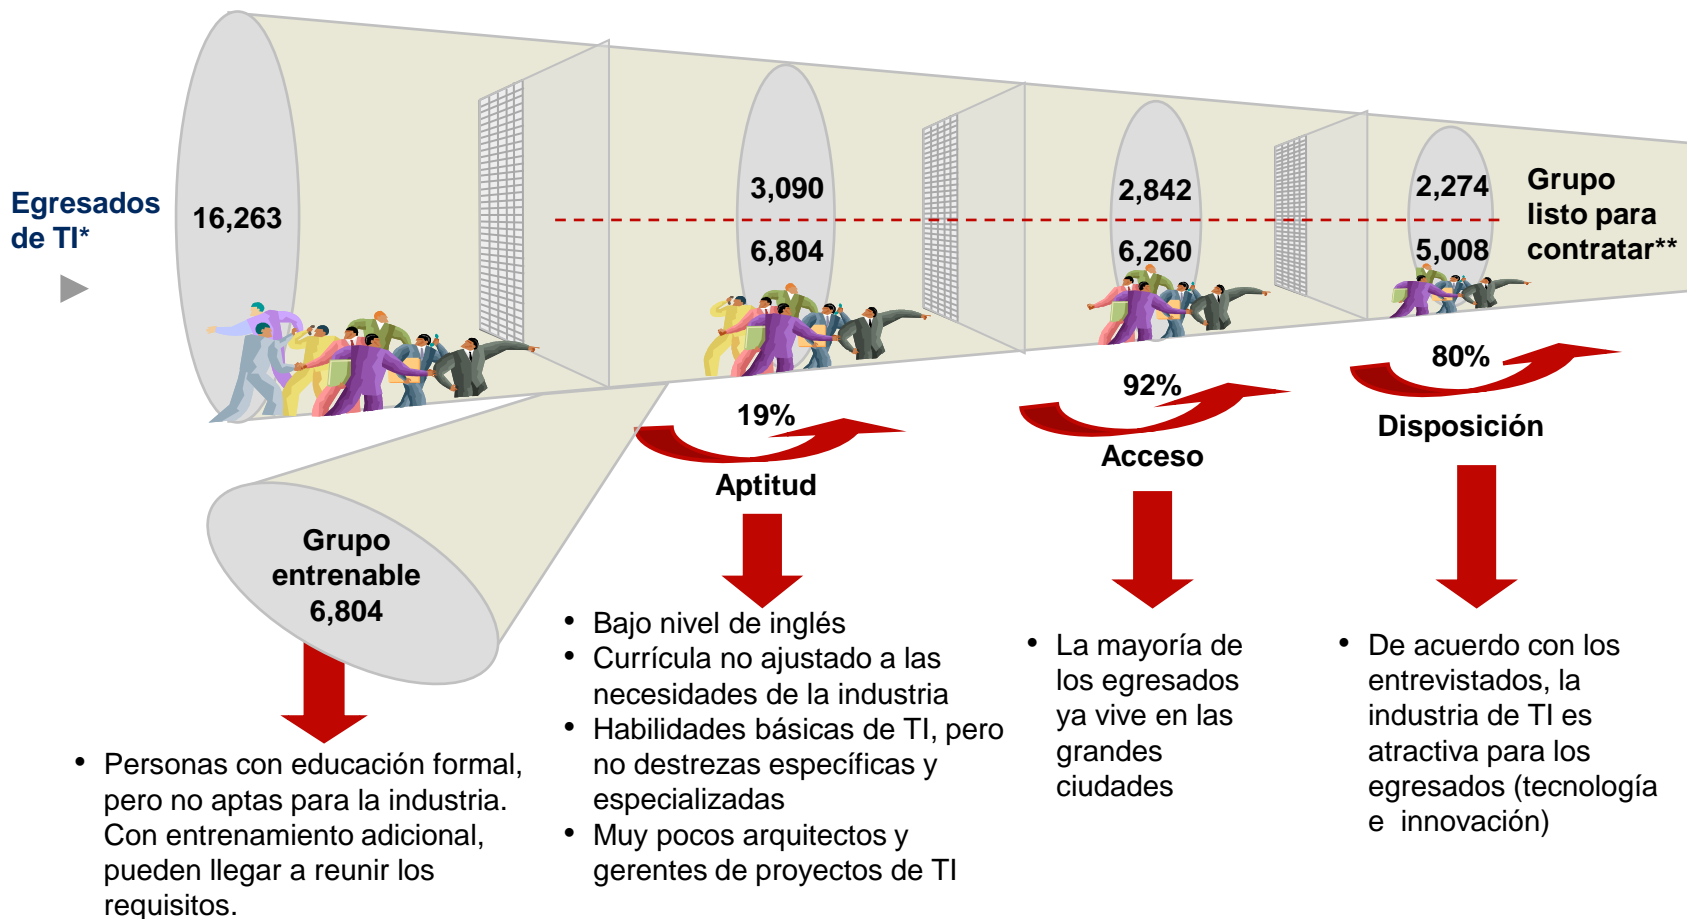 Egresados
de TI*
16,263
3,090
6,804
2,842
6,260
2,274
5,008
Grupo
listo para
contratar**
19%
Aptitud
92%
Acceso
80%
Disposición
Grupo
entrenable
6,804
• Personas con educación formal,
pero no aptas para la industria.
Con entrenamiento adicional,
pueden llegar a reunir los
requisitos.
• Bajo nivel de inglés
• Currícula no ajustado a las
necesidades de la industria
• Habilidades básicas de TI, pero
no destrezas específicas y
especializadas
• Muy pocos arquitectos y
gerentes de proyectos de TI
• La mayoría de
los egresados
ya vive en las
grandes
ciudades
• De acuerdo con los
entrevistados, la
industria de TI es
atractiva para los
egresados (tecnología
e innovación)